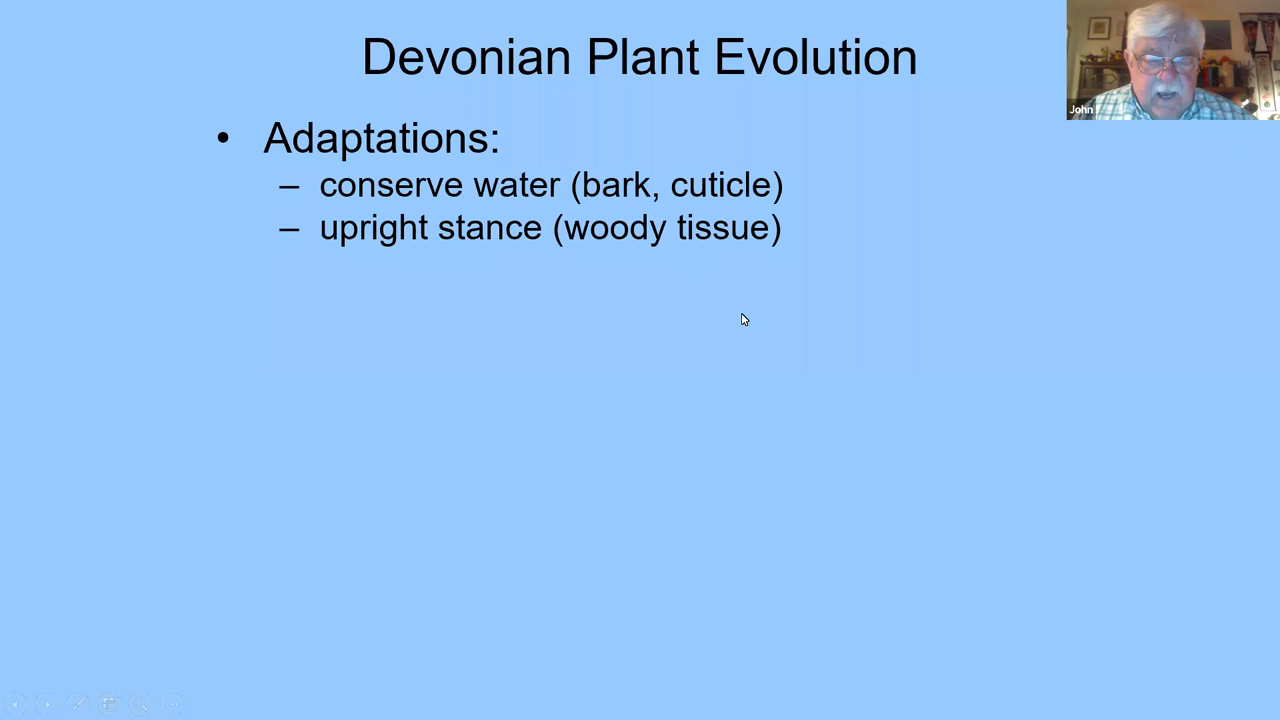 Devonian Plant Evolution
• Adaptations:
– conserve water (bark, cuticle)
– upright stance (woody tissue)
John